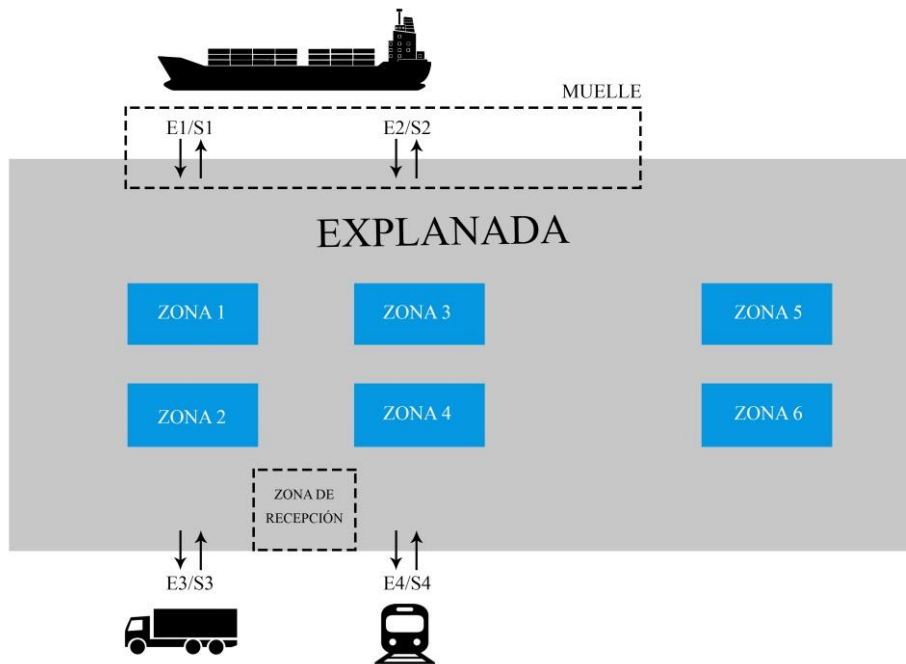 MUELLE
E1/S1
E2/S2
EXPLANADA
ZONA 1
ZONA 3
ZONA 5
ZONA 2
ZONA 4
ZONA 6
ZONA DE
RECEPCIÓN
E3/S3
E4/S4